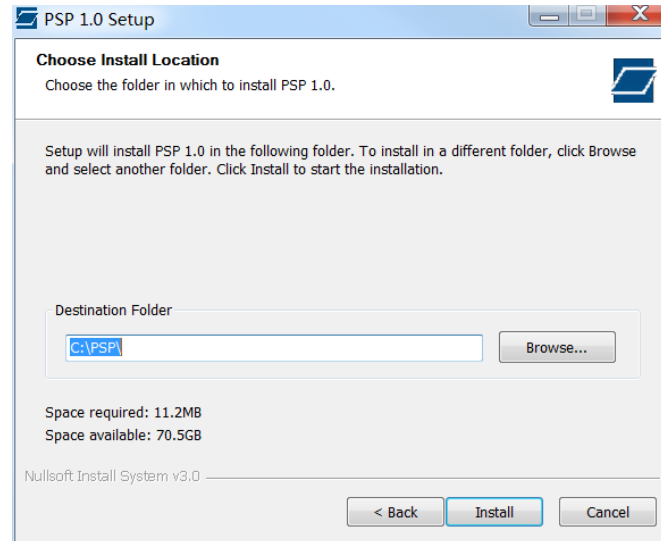 PSP 1.0 Setup
Choose Install Location
Choose the folder in which to install PSP 1.0.
Setup will install PSP 1.0 in the following folder. To install in a different folder, click Browse
and select another folder. Click Install to start the installation.
Destination Folder
C:\PSP\
Browse...
Space required: 11.2MB
Space available: 70.5GB
Nullsoft Install System v3.0
< Back Install Cancel